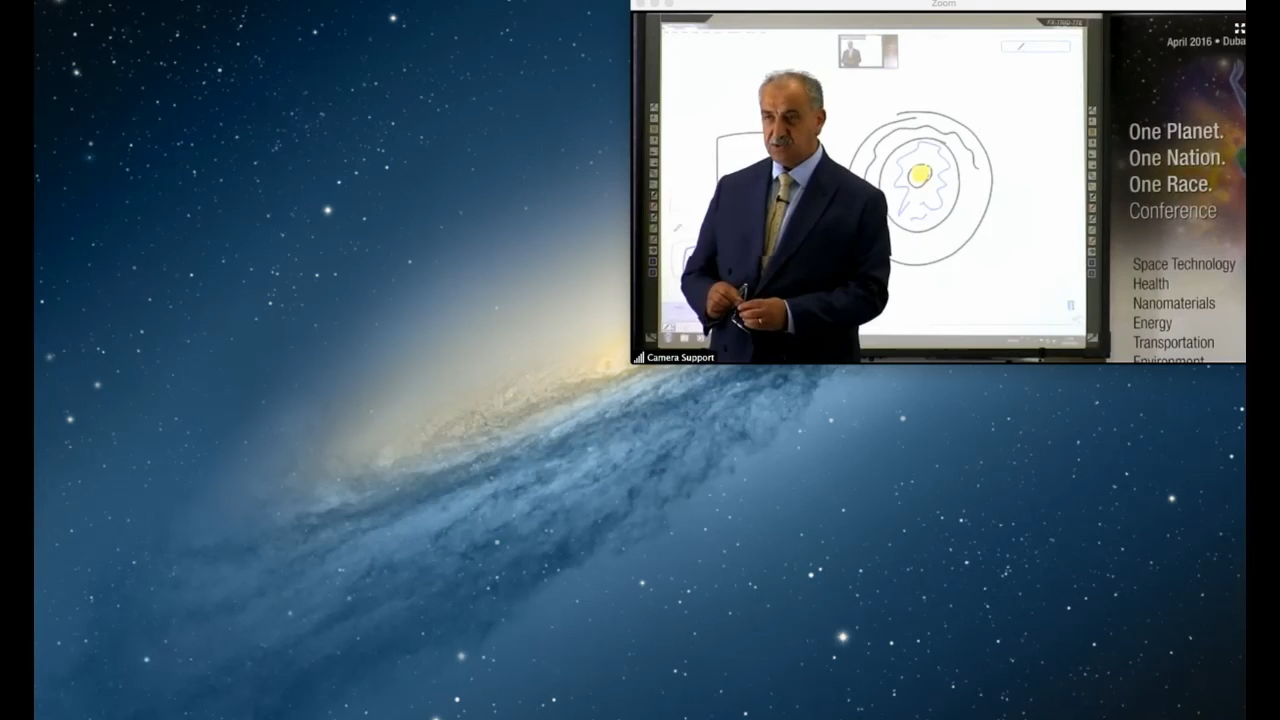 Zoom
April 2016 • Duba
One Planet.
One Nation.
One Race.
Conference
Space Technology
Health
Nanomaterials
Energy
Transportation
Environment
Camera Support